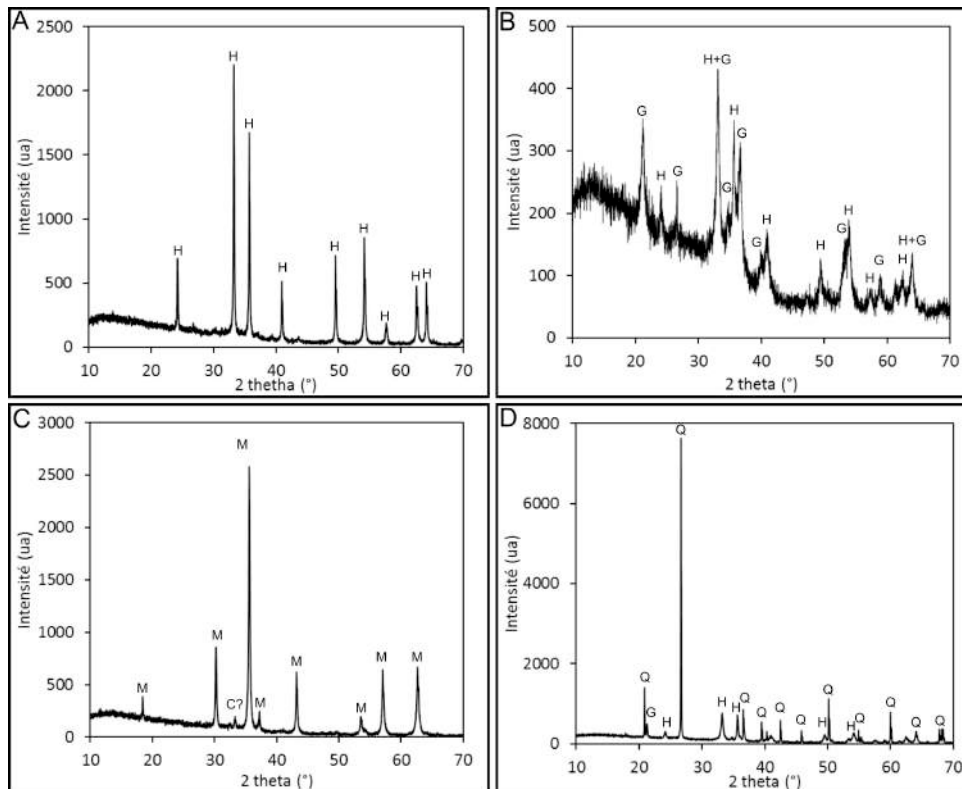 A
Intensité (ua)
2500
2000
1500
1000
500
0
H
H
H
H
H
H
H
H
H
10 20 30 40 50 60 70
2 thetha (°)
B
Intensité (ua)
500
400
300
200
100
0
H+G
G
H
G
H
G
G
G
H
H
G
H
H
G
H
H+G
10 20 30 40 50 60 70
2 theta (°)
C
Intensité (ua)
3000
2500
2000
1500
1000
500
0
M
M
M
C?
M
M
M
M
M
10 20 30 40 50 60 70
2 theta (°)
D
Intensité (ua)
8000
6000
4000
2000
0
Q
Q
G
H
H
H
Q
Q
Q
Q
H
Q
H
Q
Q
Q
Q
10 20 30 40 50 60 70
2 theta (°)